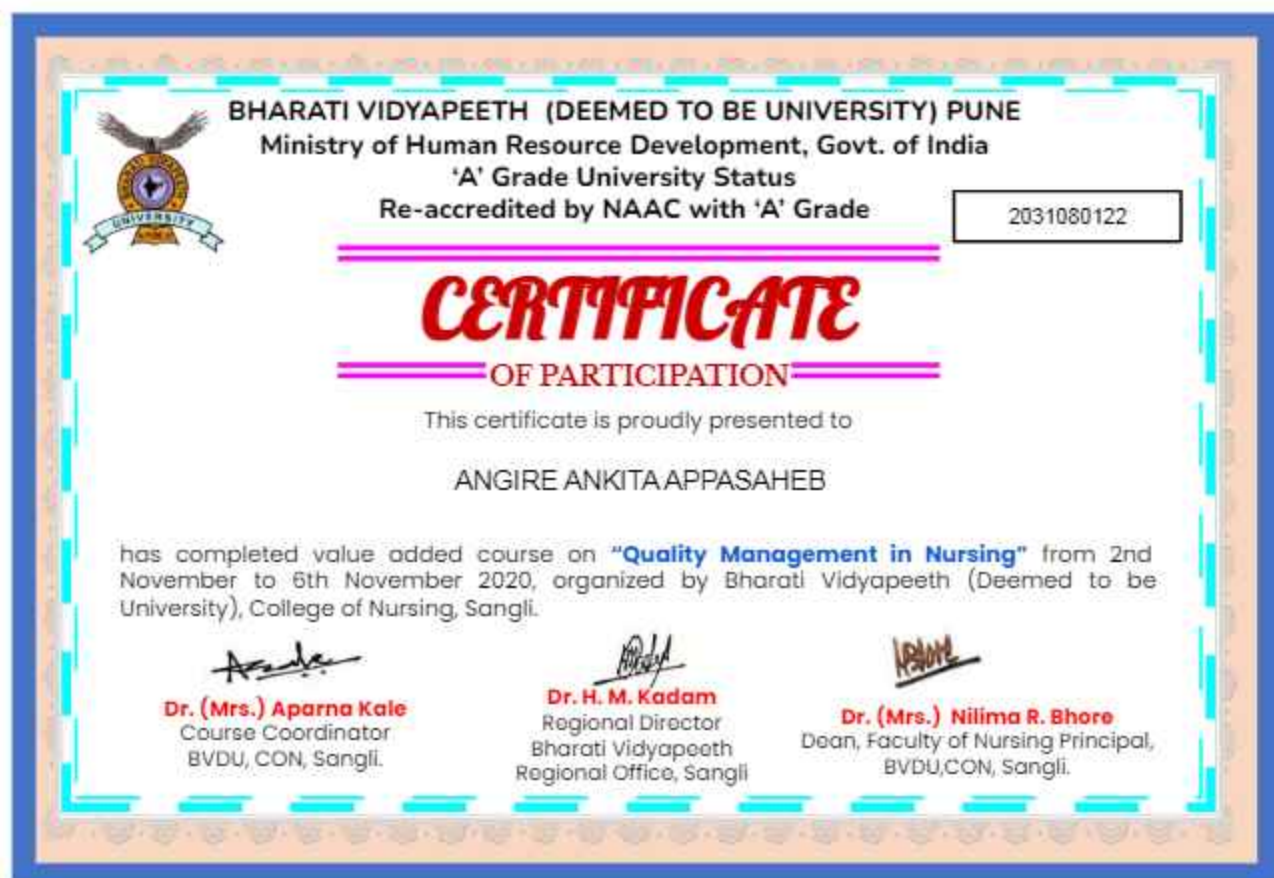 BHARATI VIDYAPEETH (DEEMED TO BE UNIVERSITY) PUNE
Ministry of Human Resource Development, Govt. of India
‘A’ Grade University Status
Re-accredited by NAAC with ‘A’ Grade
2031080122
BHARATI VIDYAPEETH
UNIVERSITY
CERTIFICATE
OF PARTICIPATION
This certificate is proudly presented to
ANGIRE ANKITA APPASAHEB
has completed value added course on “Quality Management in Nursing” from 2nd
November to 6th November 2020, organized by Bharati Vidyapeeth (Deemed to be
University), College of Nursing, Sangli.
Dr. (Mrs.) Aparna Kale
Course Coordinator
BVDU, CON, Sangli.
Dr. H. M. Kadam
Regional Director
Bharati Vidyapeeth
Regional Office, Sangli
Dr. (Mrs.) Nilima R. Bhore
Dean, Faculty of Nursing Principal,
BVDU,CON, Sangli.